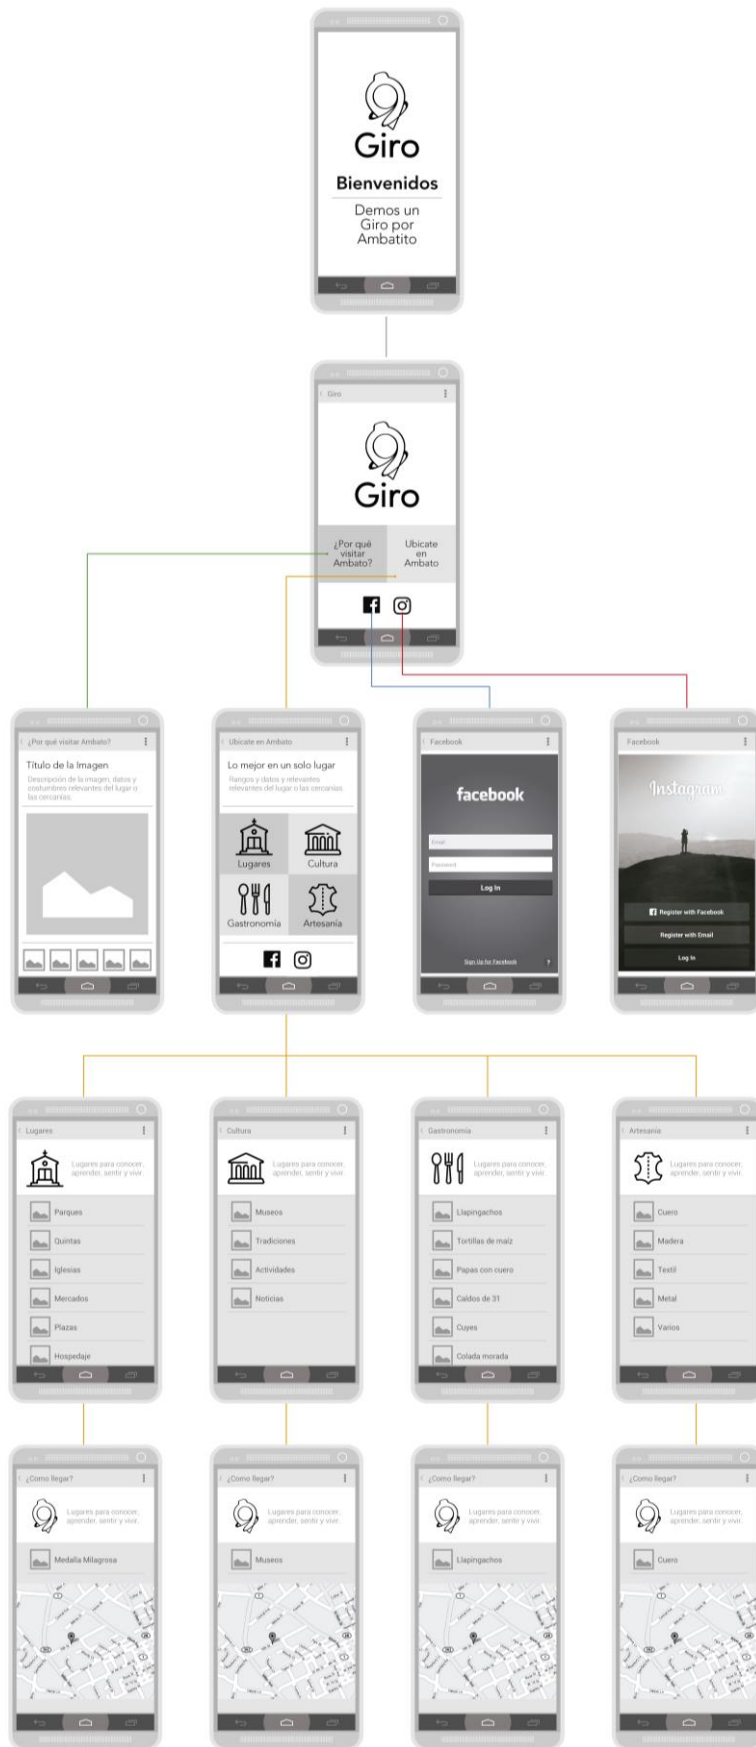 Giro
Bienvenidos
Demos un
Giro por
Ambatito
Giro
Giro
¿Por qué
visitar
Ambato?
Ubicate
en
Ambato
¿Por qué visitar Ambato?
Título de la Imagen
Descripción de la imagen, datos y
costumbres relevantes del lugar o
las cercanías.
Ubicate en Ambato
Lo mejor en un solo lugar
Rangos y datos y relevantes
relevantes del lugar o las cercanías
Lugares
Cultura
Gastronomía
Artesanía
Facebook
facebook
Email
Password
Log In
Sign Up for Facebook
?
Facebook
Instagram
Register with Facebook
Register with Email
Log In
Lugares
Lugares para conocer,
aprender, sentir y vivir.
Parques
Quintas
Iglesias
Mercados
Plazas
Hospedaje
Cultura
Lugares para conocer,
aprender, sentir y vivir.
Museos
Tradiciones
Actividades
Noticias
Gastronomía
Lugares para conocer,
aprender, sentir y vivir.
Llapingachos
Tortillas de maíz
Papas con cuero
Caldos de 31
Cuyes
Colada morada
Artesanía
Lugares para conocer,
aprender, sentir y vivir.
Cuero
Madera
Textil
Metal
Varios
¿Como llegar?
Lugares para conocer,
aprender, sentir y vivir.
Medalla Milagrosa
¿Como llegar?
Lugares para conocer,
aprender, sentir y vivir.
Museos
¿Como llegar?
Lugares para conocer,
aprender, sentir y vivir.
Llapingachos
¿Como llegar?
Lugares para conocer,
aprender, sentir y vivir.
Cuero